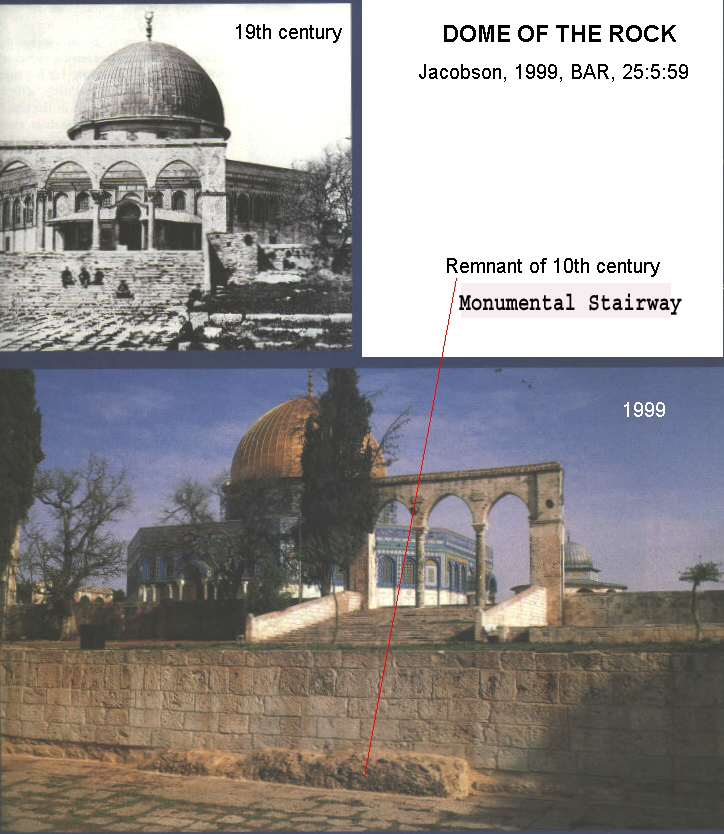 19th century
DOME OF THE ROCK
Jacobson, 1999, BAR, 25:5:59
Remnant of 10th century
Monumental Stairway
1999